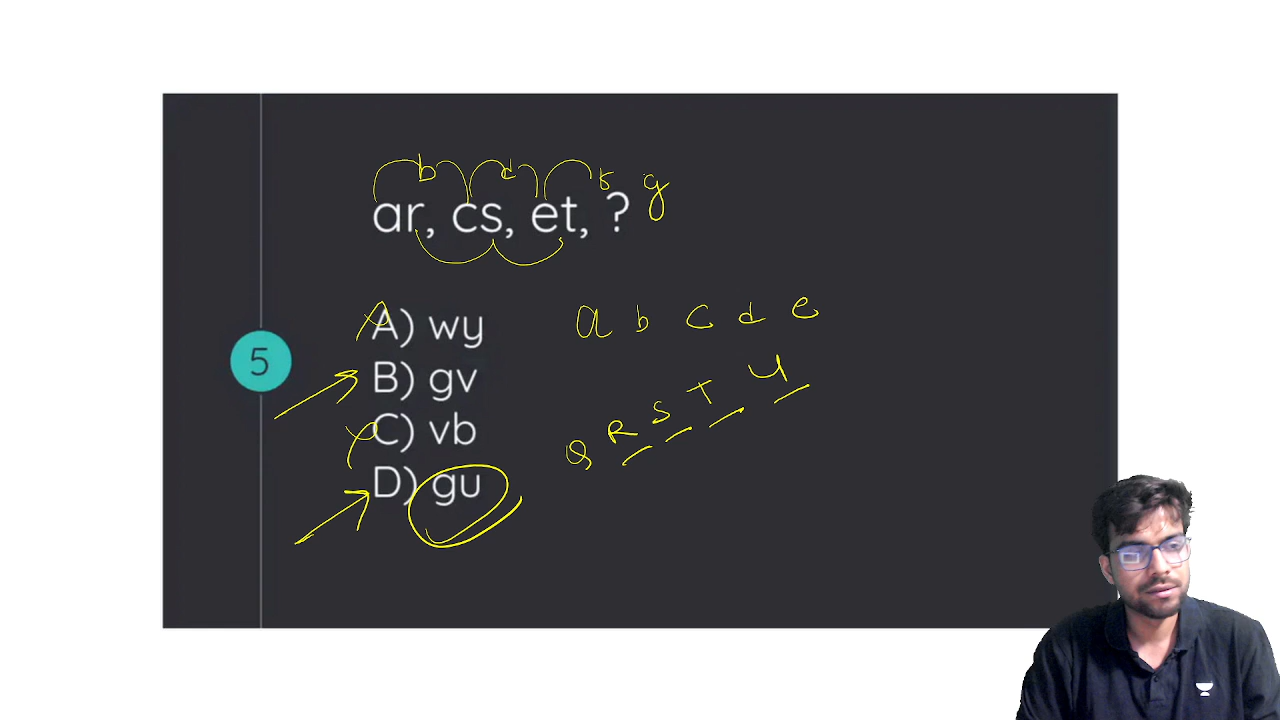 b d f g
ar, cs, et, ?
A) wy
a b c d e
5
B) gv
C) vb
Q R S T U
D) gu